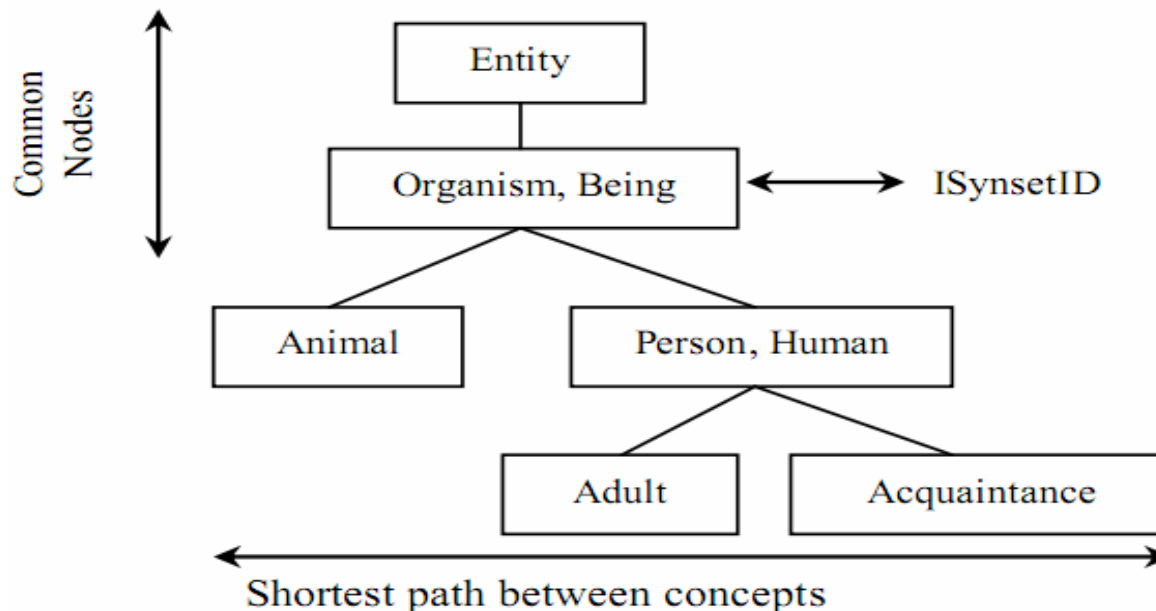 Common
Nodes
Entity
Organism, Being
ISynsetID
Animal
Person, Human
Adult
Acquaintance
Shortest path between concepts